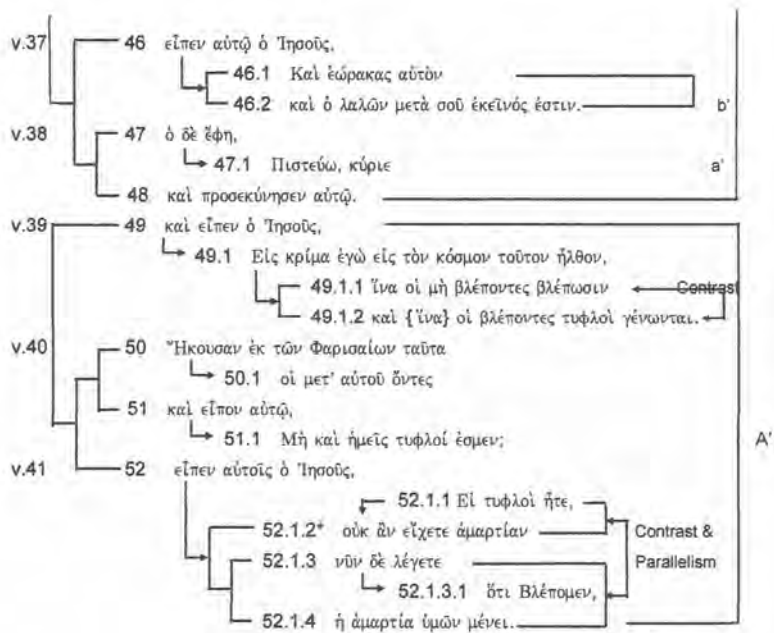 v.37 46 εἶπεν αὐτῷ ὁ Ἰησοῦς,
46.1 Καὶ ἑώρακας αὐτὸν
46.2 καὶ ὁ λαλῶν μετὰ σοῦ ἐκεῖνός ἐστιν. b'
v.38 47 ὁ δὲ ἔφη,
47.1 Πιστεύω, κύριε a'
48 καὶ προσεκύνησεν αὐτῷ.
v.39 49 καὶ εἶπεν ὁ Ἰησοῦς,
49.1 Εἰς κρίμα ἐγὼ εἰς τὸν κόσμον τοῦτον ἦλθον,
49.1.1 ἵνα οἱ μὴ βλέποντες βλέπωσιν Contrast
49.1.2 καὶ {ἵνα} οἱ βλέποντες τυφλοὶ γένωνται.
v.40 50 Ἤκουσαν ἐκ τῶν Φαρισαίων ταῦτα
50.1 οἱ μετ' αὐτοῦ ὄντες
51 καὶ εἶπον αὐτῷ,
51.1 Μὴ καὶ ἡμεῖς τυφλοί ἐσμεν; A'
v.41 52 εἶπεν αὐτοῖς ὁ Ἰησοῦς,
52.1.1 Εἰ τυφλοὶ ἦτε,
52.1.2* οὐκ ἂν εἴχετε ἁμαρτίαν Contrast &
52.1.3 νῦν δὲ λέγετε Parallelism
52.1.3.1 ὅτι Βλέπομεν,
52.1.4 ἡ ἁμαρτία ὑμῶν μένει.